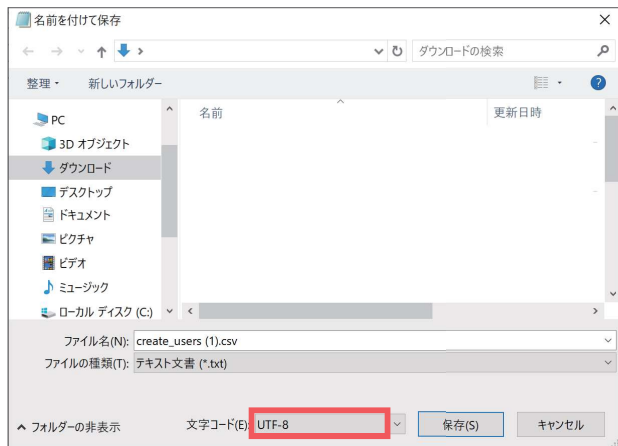 名前を付けて保存
ダウンロードの検索
整理
新しいフォルダー
名前
更新日時
PC
3D オブジェクト
ダウンロード
デスクトップ
ドキュメント
ピクチャ
ビデオ
ミュージック
ローカル ディスク (C:)
ファイル名(N): create_users (1).csv
ファイルの種類(T): テキスト文書 (*.txt)
フォルダーの非表示
文字コード(E): UTF-8
保存(S)
キャンセル